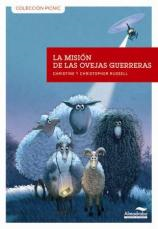 COLECCIÓN PICNIC
LA MISIÓN
DE LAS OVEJAS GUERRERAS
CHRISTINE Y CHRISTOPHER RUSSELL
Almadraba